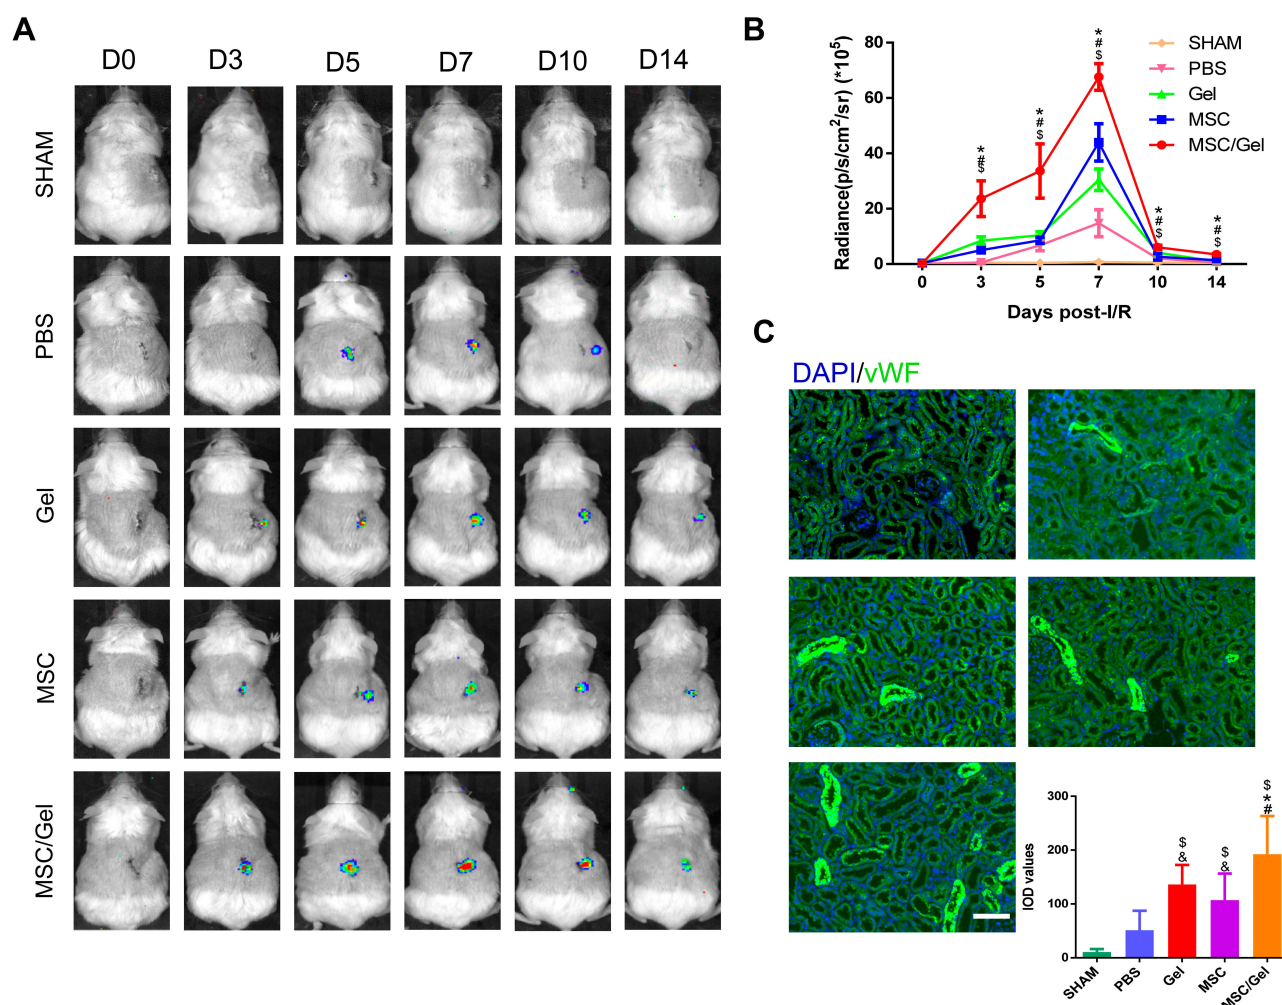 A
D0 D3 D5 D7 D10 D14
SHAM
PBS
Gel
MSC
MSC/Gel
B
Radiance(p/s/cm²/sr) (*10⁵)
80
60
40
20
0
0 3 5 7 10 14
Days post-I/R
*
#
$
*
#
$
*
#
$
*
#
$
*
#
$
SHAM
PBS
Gel
MSC
MSC/Gel
C
DAPI/vWF
IOD values
300
200
100
0
$
&
$
&
$
*
#
SHAM PBS Gel MSC MSC/Gel